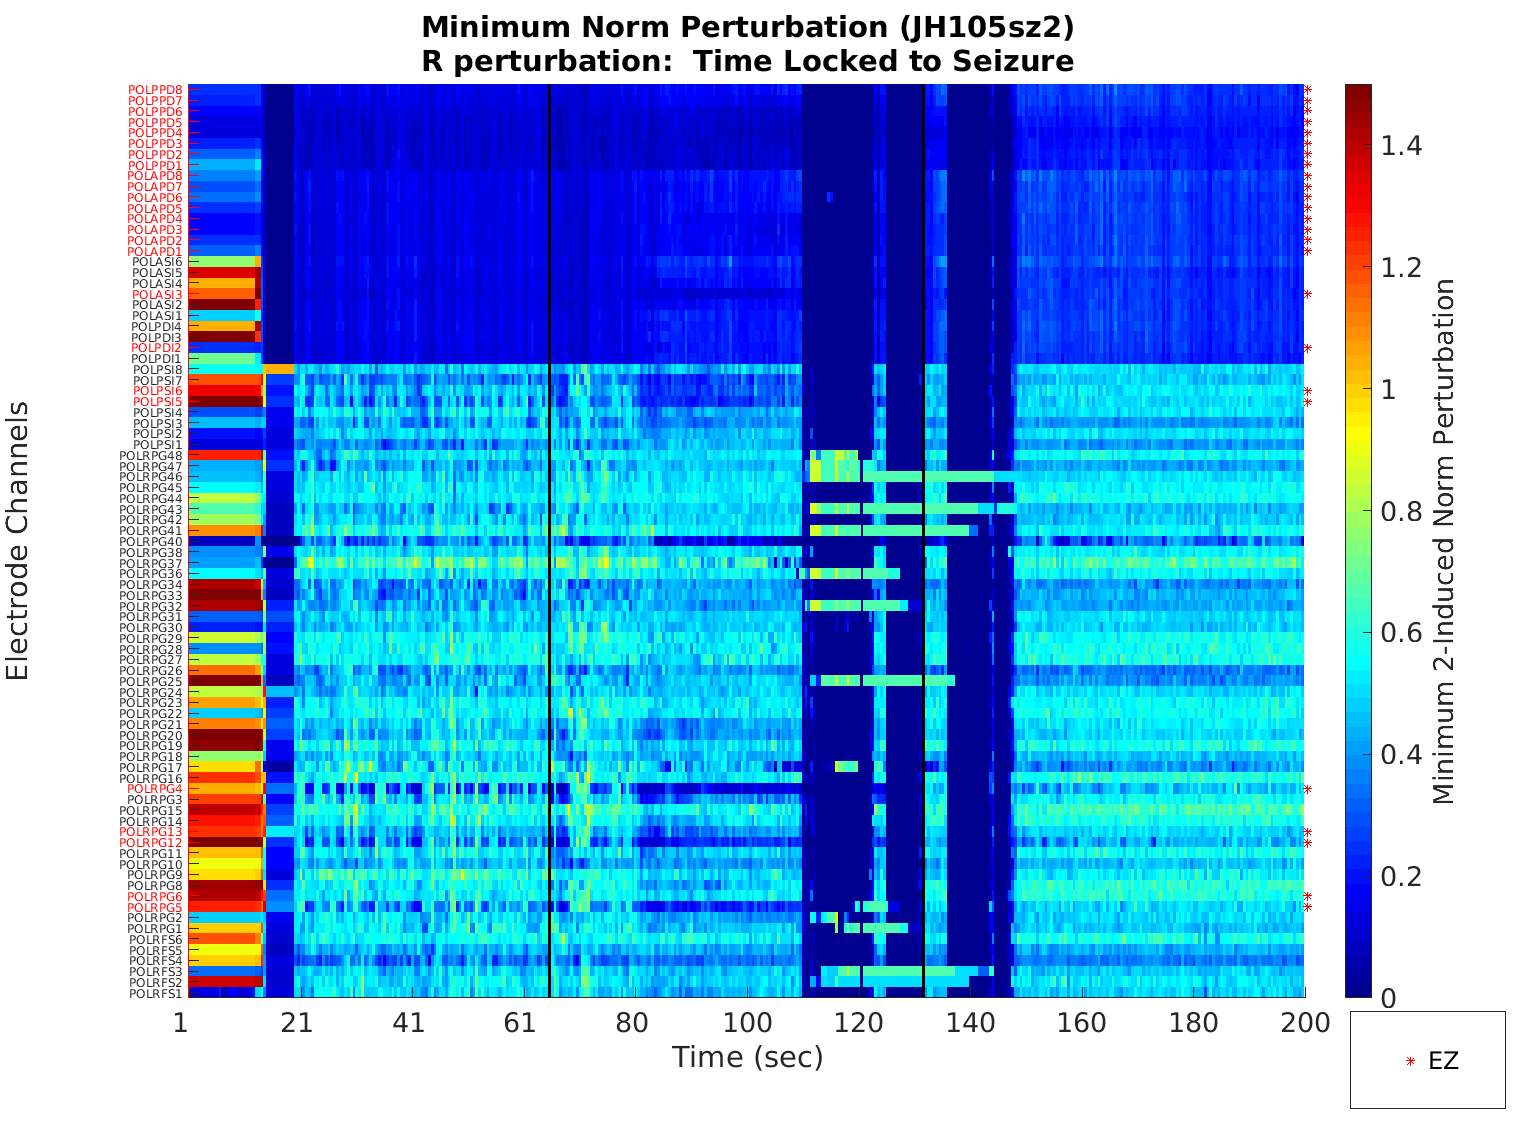 Minimum Norm Perturbation (JH105sz2)
R perturbation:  Time Locked to Seizure
Electrode Channels
POLPPD8
POLPPD7
POLPPD6
POLPPD5
POLPPD4
POLPPD3
POLPPD2
POLPPD1
POLAPD8
POLAPD7
POLAPD6
POLAPD5
POLAPD4
POLAPD3
POLAPD2
POLAPD1
POLASI6
POLASI5
POLASI4
POLASI3
POLASI2
POLASI1
POLPDI4
POLPDI3
POLPDI2
POLPDI1
POLPSI8
POLPSI7
POLPSI6
POLPSI5
POLPSI4
POLPSI3
POLPSI2
POLPSI1
POLRPG48
POLRPG47
POLRPG46
POLRPG45
POLRPG44
POLRPG43
POLRPG42
POLRPG41
POLRPG40
POLRPG38
POLRPG37
POLRPG36
POLRPG34
POLRPG33
POLRPG32
POLRPG31
POLRPG30
POLRPG29
POLRPG28
POLRPG27
POLRPG26
POLRPG25
POLRPG24
POLRPG23
POLRPG22
POLRPG21
POLRPG20
POLRPG19
POLRPG18
POLRPG17
POLRPG16
POLRPG4
POLRPG3
POLRPG15
POLRPG14
POLRPG13
POLRPG12
POLRPG11
POLRPG10
POLRPG9
POLRPG8
POLRPG6
POLRPG5
POLRPG2
POLRPG1
POLRFS6
POLRFS5
POLRFS4
POLRFS3
POLRFS2
POLRFS1
1 21 41 61 80 100 120 140 160 180 200
Time (sec)
1.4
1.2
1
0.8
0.6
0.4
0.2
0
Minimum 2-Induced Norm Perturbation
EZ